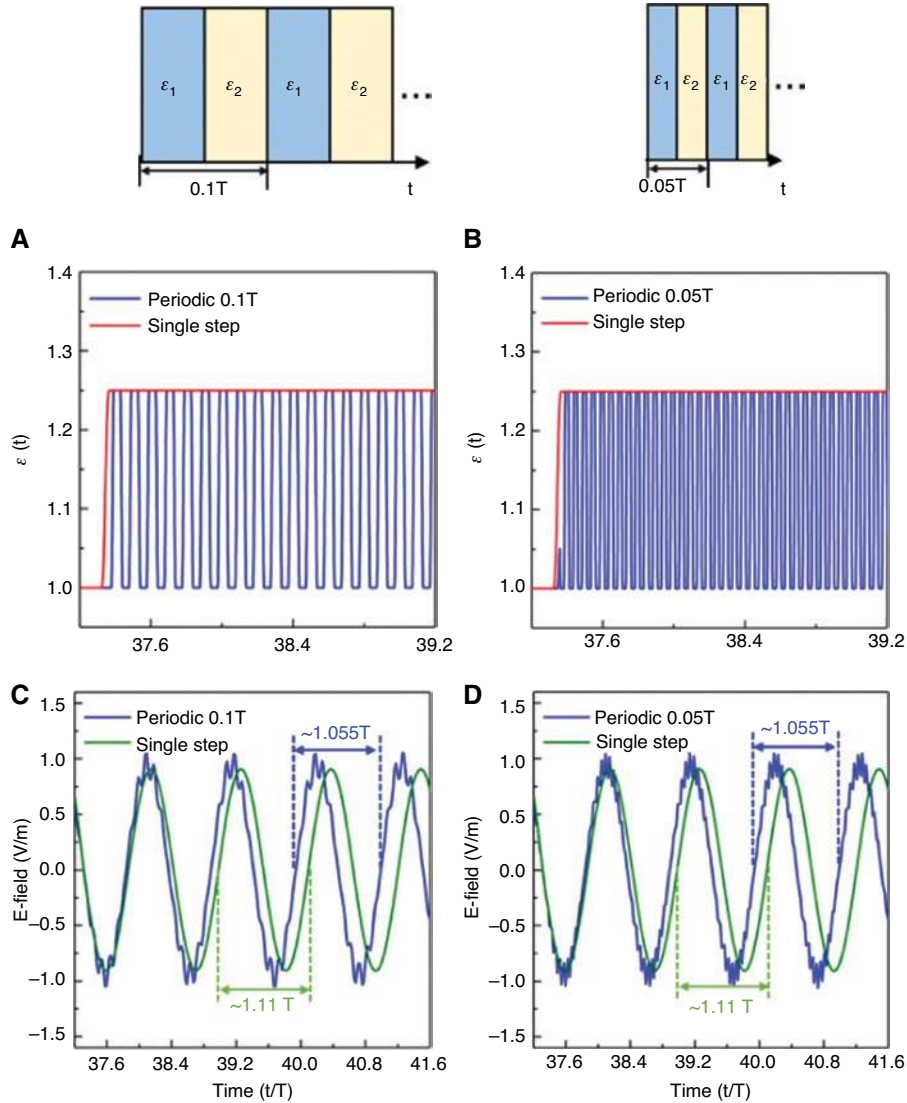 ε1 ε2 ε1 ε2
0.1T t
ε1 ε2 ε1 ε2
0.05T t
A
1.4
1.3
1.2
1.1
1.0
ε (t)
Periodic 0.1T
Single step
37.6 38.4 39.2
B
1.4
1.3
1.2
1.1
1.0
Periodic 0.05T
Single step
37.6 38.4 39.2
C
1.5
1.0
0.5
0.0
−0.5
−1.0
−1.5
E-field (V/m)
Periodic 0.1T
Single step
~1.055T
~1.11 T
37.6 38.4 39.2 40.0 40.8 41.6
Time (t/T)
D
1.5
1.0
0.5
0.0
−0.5
−1.0
−1.5
E-field (V/m)
Periodic 0.05T
Single step
~1.055T
~1.11 T
37.6 38.4 39.2 40.0 40.8 41.6
Time (t/T)